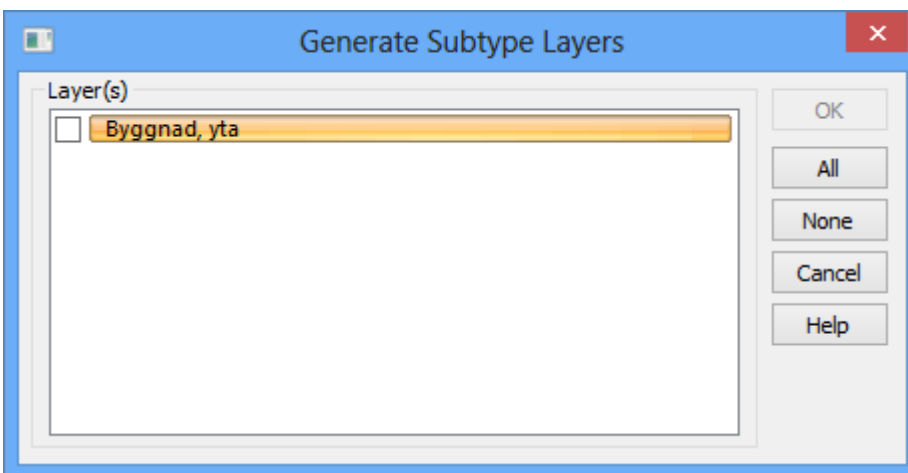 Generate Subtype Layers
Layer(s)
Byggnad, yta
OK
All
None
Cancel
Help